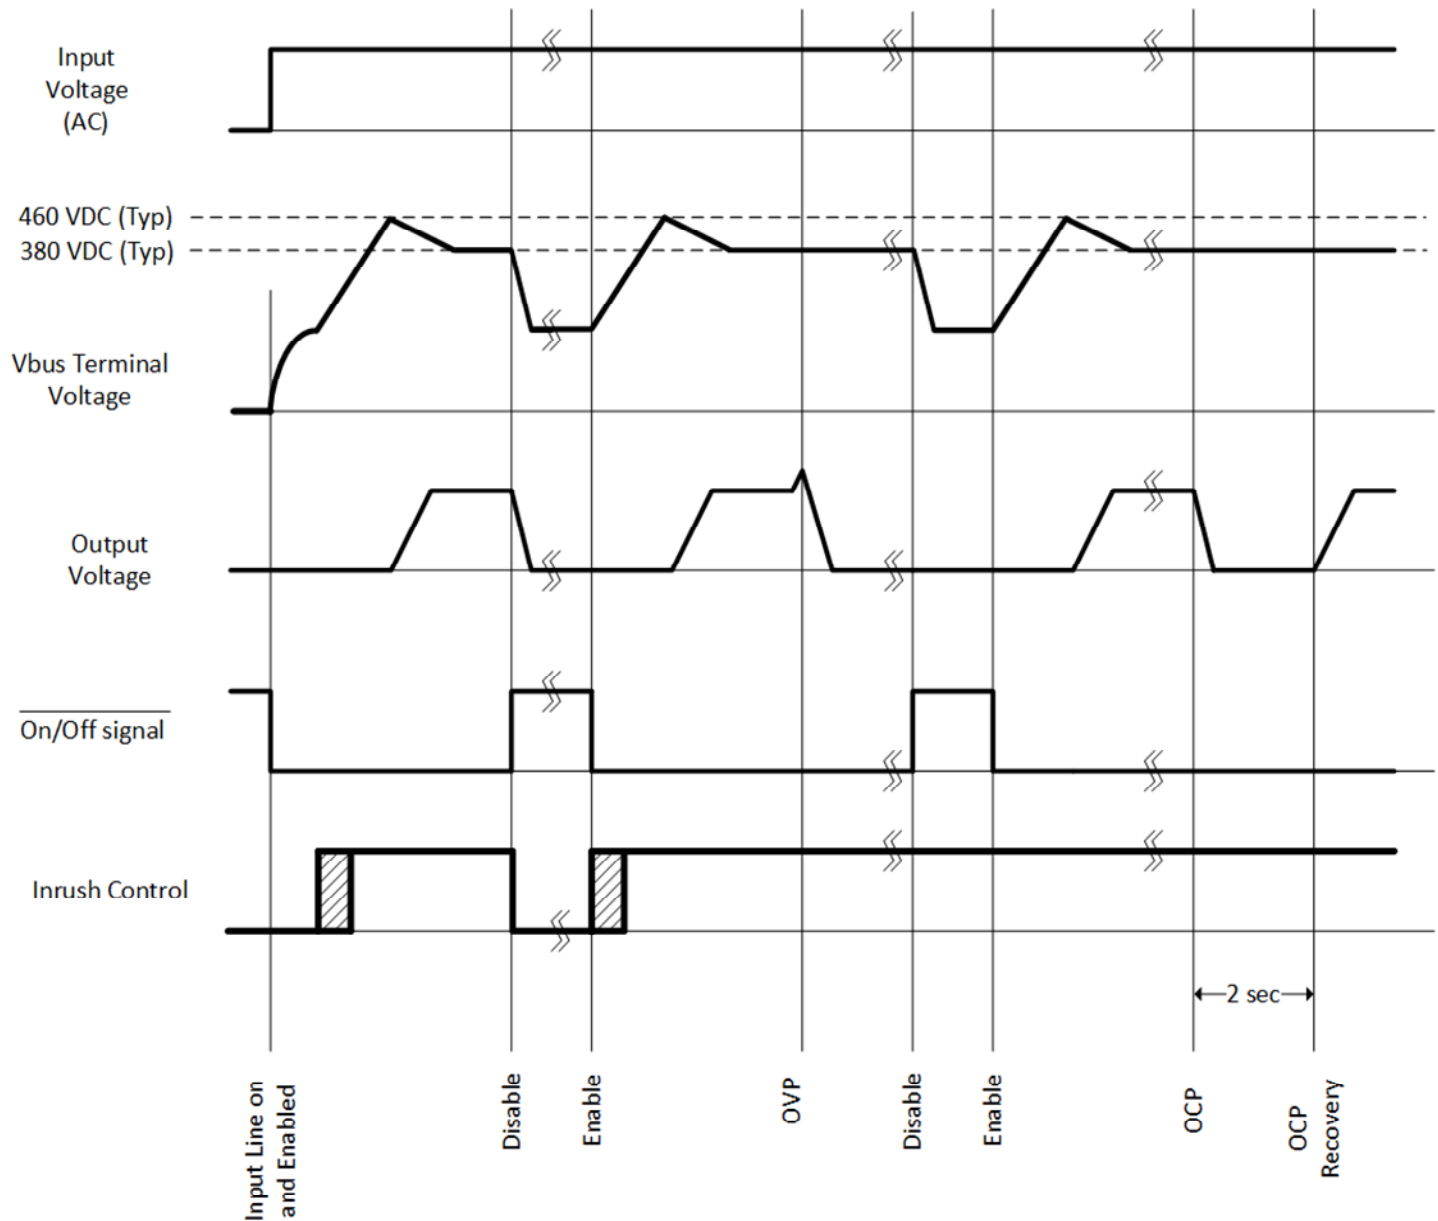 Input
Voltage
(AC)
460 VDC (Typ)
380 VDC (Typ)
Vbus Terminal
Voltage
Output
Voltage
On/Off signal
Inrush Control
2 sec
Input Line on
and Enabled
Disable
Enable
OVP
Disable
Enable
OCP
OCP
Recovery